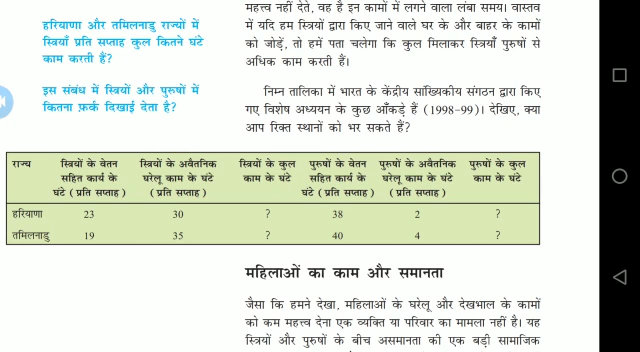 महत्त्व नहीं देते, वह है इन कामों में लगने वाला लंबा समय। वास्तव
में यदि हम स्त्रियों द्वारा किए जाने वाले घर के और बाहर के कामों
को जोड़ें, तो हमें पता चलेगा कि कुल मिलाकर स्त्रियाँ पुरुषों से
अधिक काम करती हैं।
हरियाणा और तमिलनाडु राज्यों में
स्त्रियाँ प्रति सप्ताह कुल कितने घंटे
काम करती हैं?
इस संबंध में स्त्रियों और पुरुषों में
कितना फ़र्क दिखाई देता है?
निम्न तालिका में भारत के केंद्रीय सांख्यिकीय संगठन द्वारा किए
गए विशेष अध्ययन के कुछ आँकड़े हैं (1998-99)। देखिए, क्या
आप रिक्त स्थानों को भर सकते हैं?
राज्य स्त्रियों के वेतन स्त्रियों के अवैतनिक स्त्रियों के कुल पुरुषों के वेतन पुरुषों के अवैतनिक पुरुषों के कुल
सहित कार्य के घरेलू काम के घंटे काम के घंटे सहित काम के घरेलू काम के घंटे काम के घंटे
घंटे ( प्रति सप्ताह ) ( प्रति सप्ताह ) घंटे ( प्रति सप्ताह ) ( प्रति सप्ताह )
हरियाणा 23 30 ? 38 2 ?
तमिलनाडु 19 35 ? 40 4 ?
महिलाओं का काम और समानता
जैसा कि हमने देखा, महिलाओं के घरेलू और देखभाल के कामों
को कम महत्त्व देना एक व्यक्ति या परिवार का मामला नहीं है। यह
स्त्रियों और पुरुषों के बीच असमानता की एक बड़ी सामाजिक